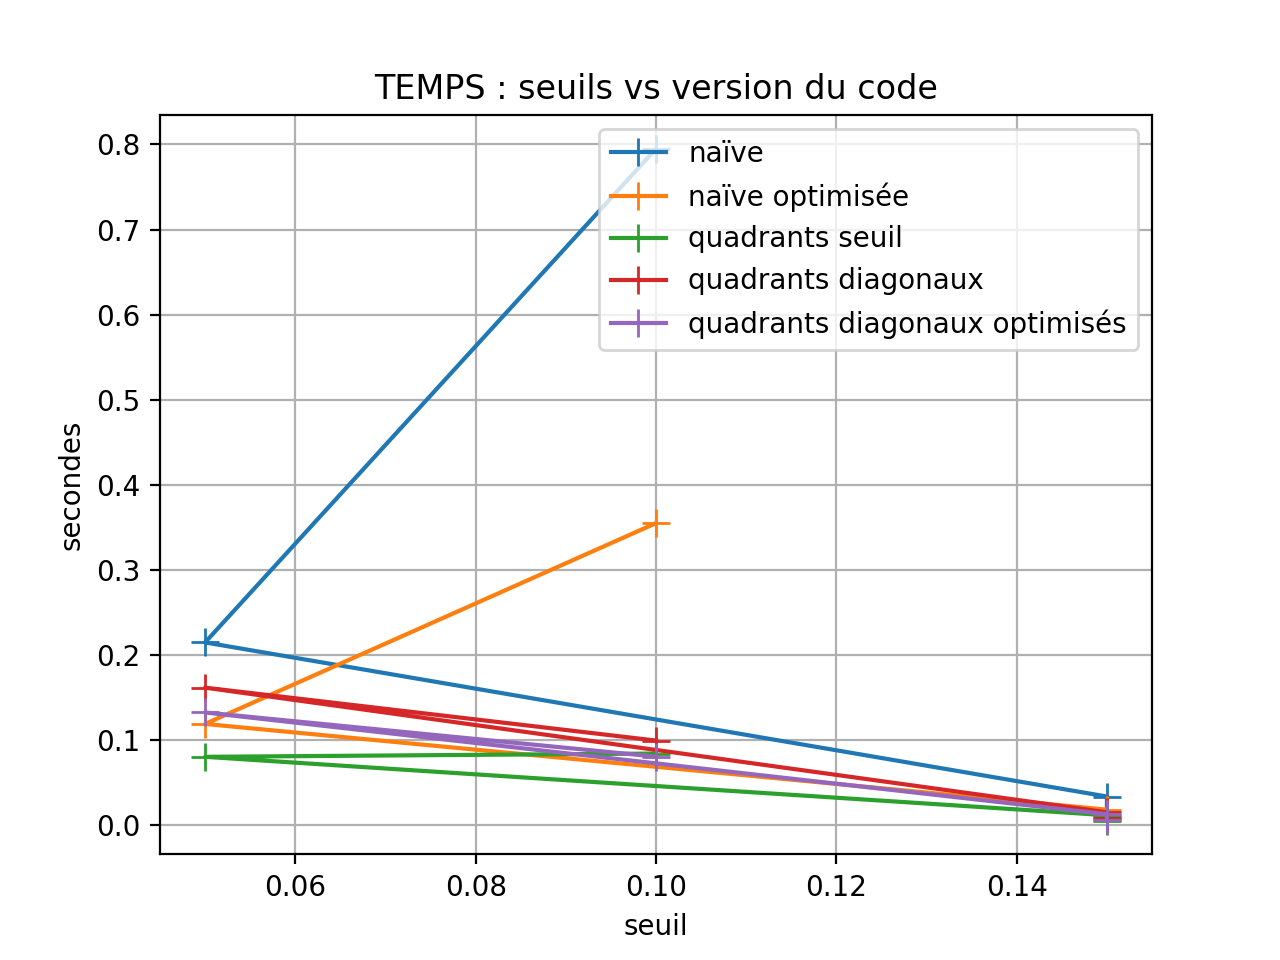 TEMPS : seuils vs version du code
naïve
naïve optimisée
quadrants seuil
quadrants diagonaux
quadrants diagonaux optimisés
secondes
0.8
0.7
0.6
0.5
0.4
0.3
0.2
0.1
0.0
0.06 0.08 0.10 0.12 0.14
seuil